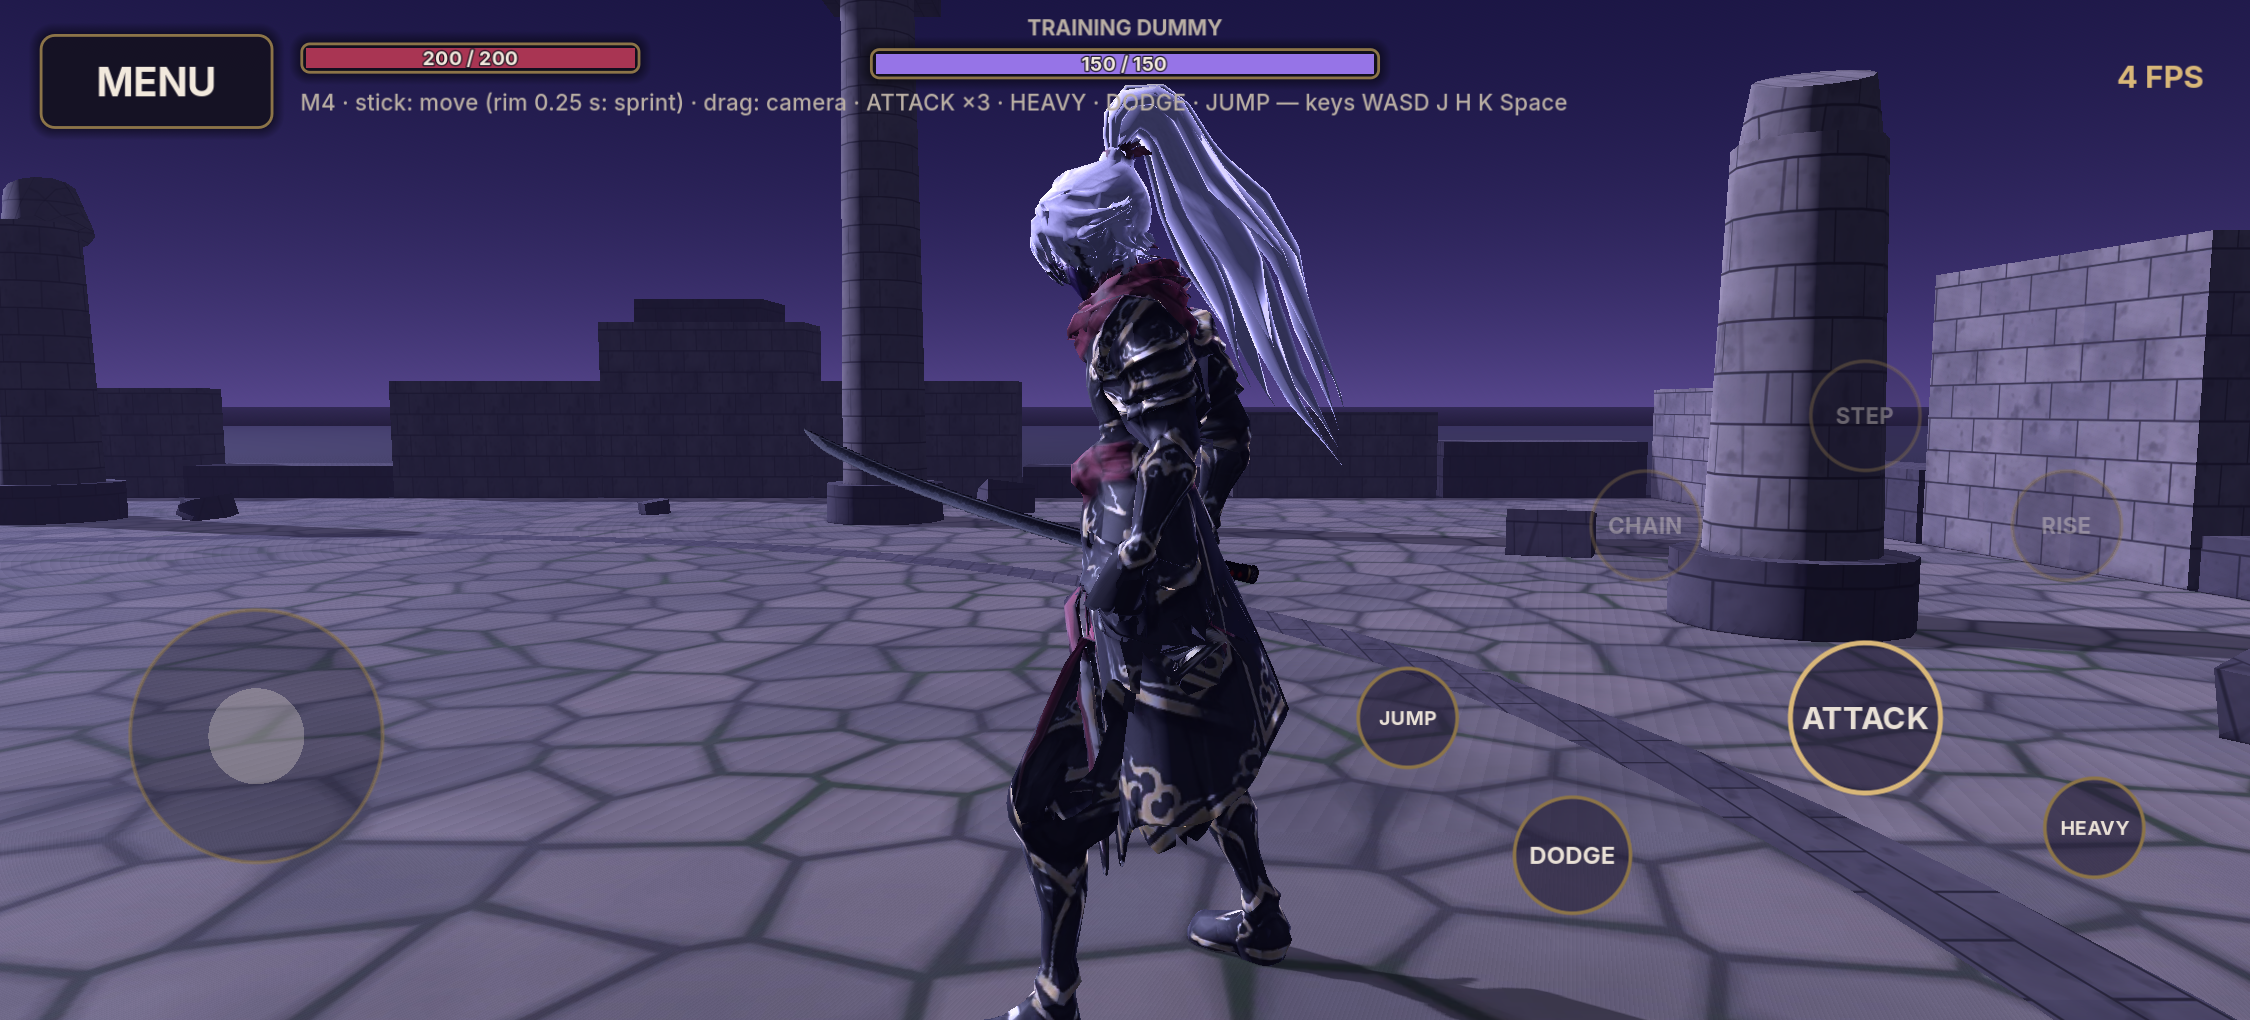 TRAINING DUMMY
MENU
200 / 200
150 / 150
4 FPS
M4 · stick: move (rim 0.25 s: sprint) · drag: camera · ATTACK ×3 · HEAVY · DODGE · JUMP — keys WASD J H K Space
STEP
CHAIN
RISE
JUMP
ATTACK
HEAVY
DODGE